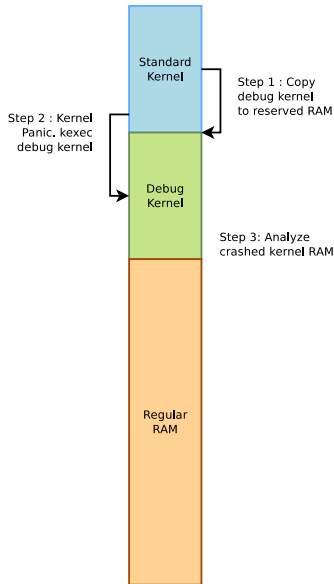 Standard
Kernel
Step 1 : Copy
debug kernel
to reserved RAM
Step 2 : Kernel
Panic. kexec
debug kernel
Debug
Kernel
Step 3: Analyze
crashed kernel RAM
Regular
RAM